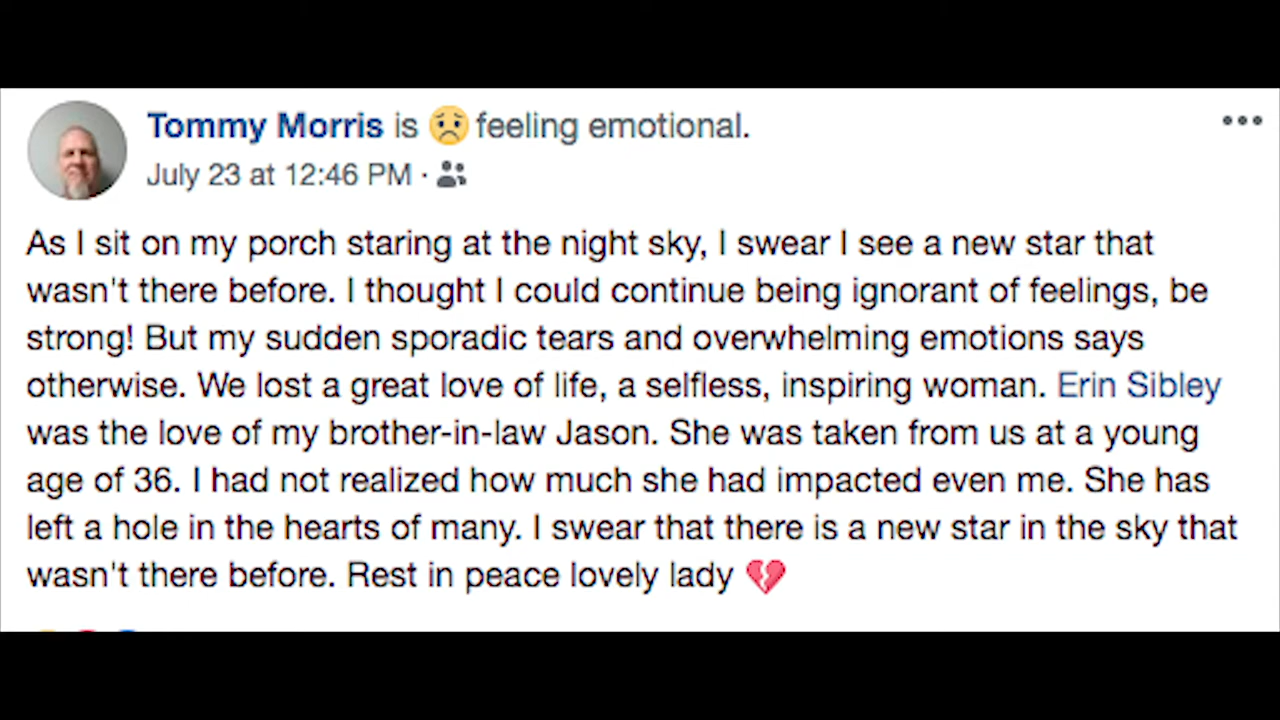 Tommy Morris is 😟 feeling emotional.
July 23 at 12:46 PM ·
As I sit on my porch staring at the night sky, I swear I see a new star that
wasn't there before. I thought I could continue being ignorant of feelings, be
strong! But my sudden sporadic tears and overwhelming emotions says
otherwise. We lost a great love of life, a selfless, inspiring woman. Erin Sibley
was the love of my brother-in-law Jason. She was taken from us at a young
age of 36. I had not realized how much she had impacted even me. She has
left a hole in the hearts of many. I swear that there is a new star in the sky that
wasn't there before. Rest in peace lovely lady 💔